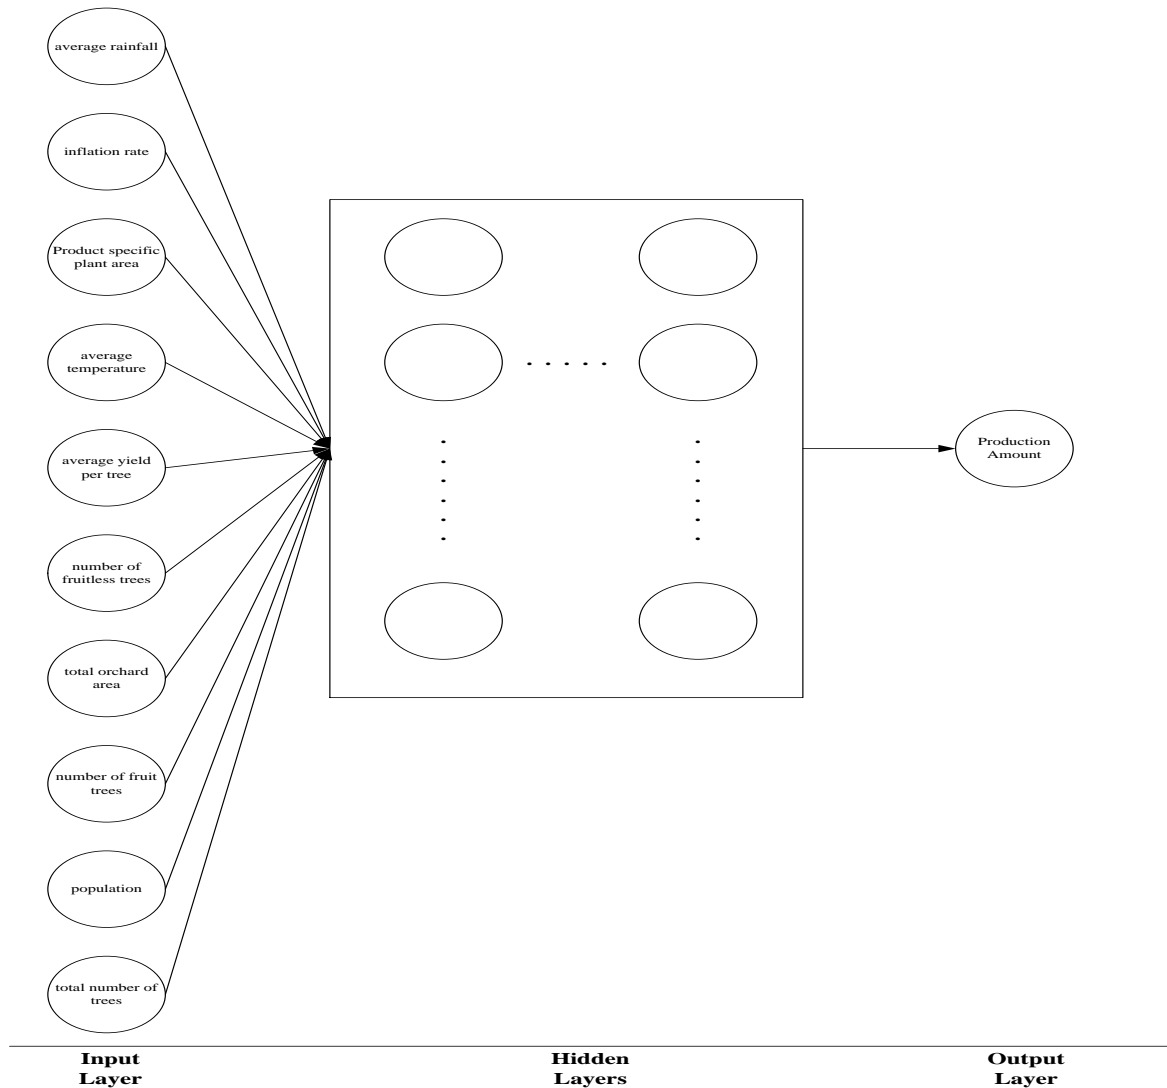 average rainfall
inflation rate
Product specific
plant area
average
temperature
average yield
per tree
number of
fruitless trees
total orchard
area
number of fruit
trees
population
total number of
trees
Production
Amount
Input
Layer
Hidden
Layers
Output
Layer